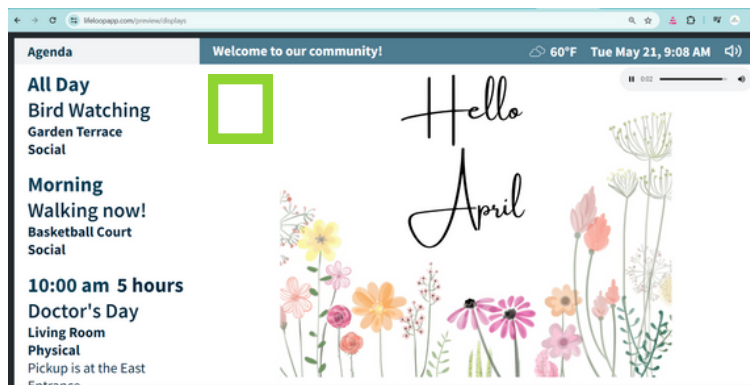 lifeloopapp.com/preview/displays
Agenda
Welcome to our community!
60°F
Tue May 21, 9:08 AM
All Day
Bird Watching
Garden Terrace
Social
Morning
Walking now!
Basketball Court
Social
10:00 am 5 hours
Doctor's Day
Living Room
Physical
Pickup is at the East
Entrance
0:02
Hello
April